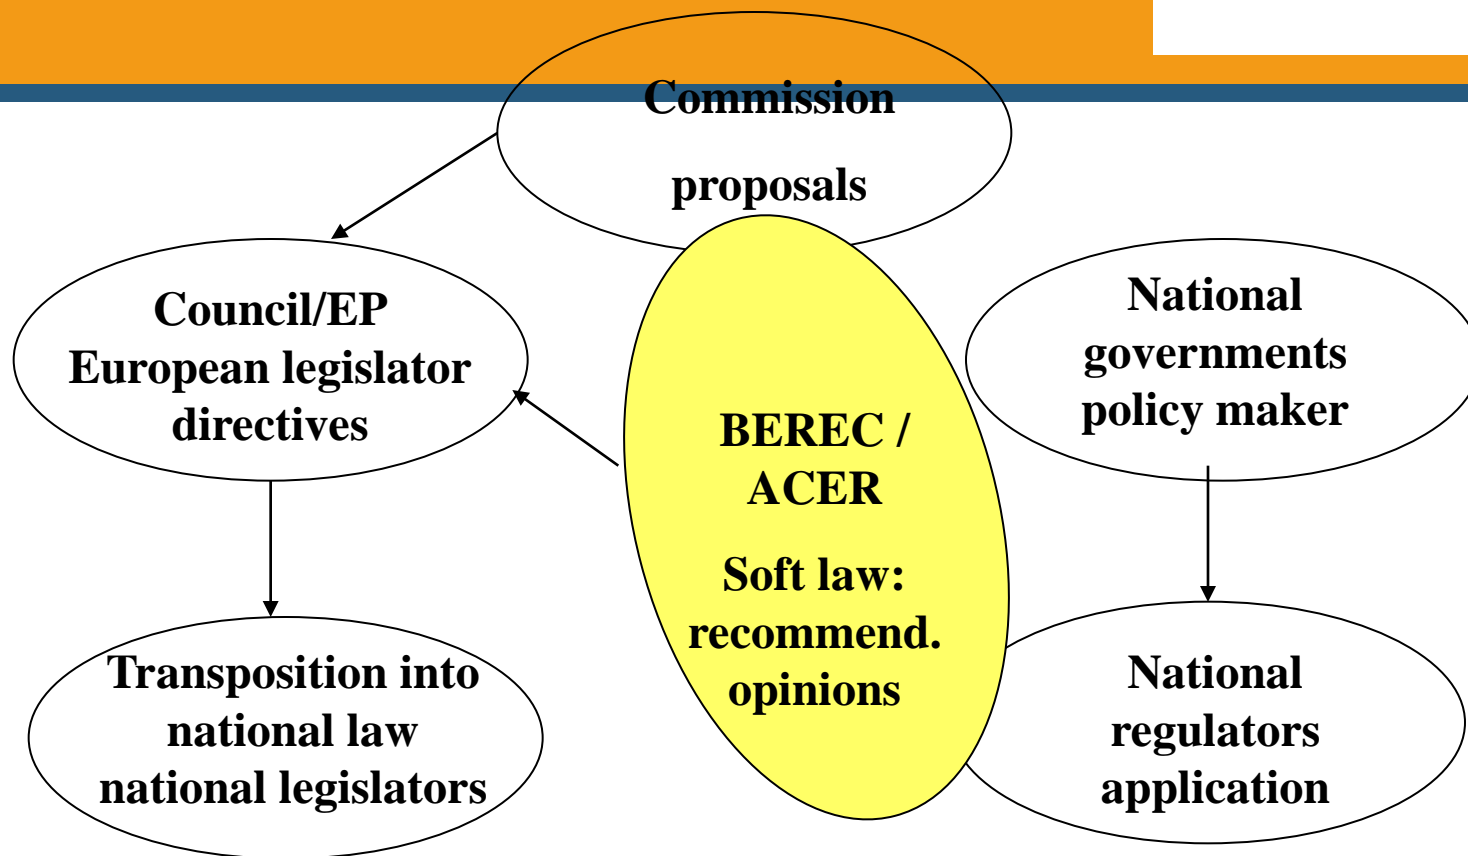 Commission
proposals
Council/EP
European legislator
directives
National
governments
policy maker
BEREC /
ACER
Soft law:
recommend.
opinions
Transposition into
national law
national legislators
National
regulators
application